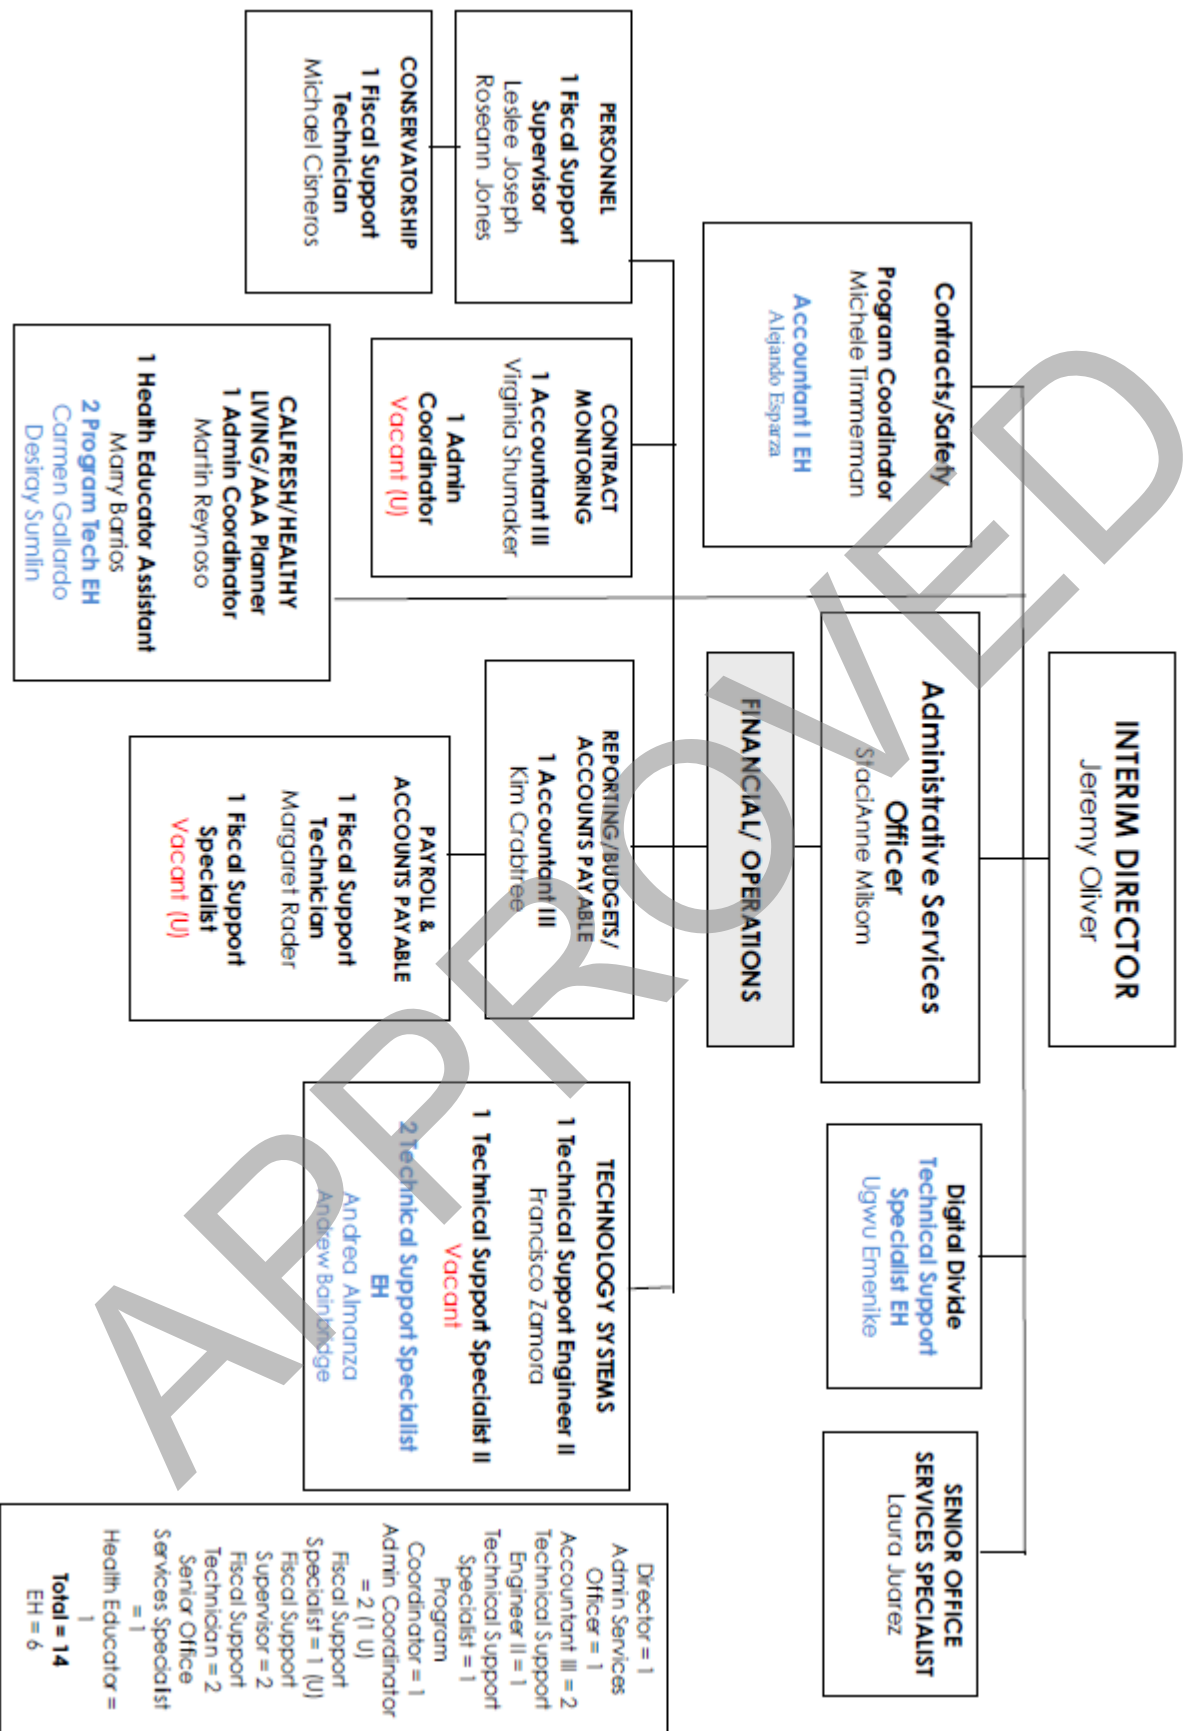 INTERIM DIRECTOR
Jeremy Oliver
Contracts/Safety
Program Coordinator
Michele Timmerman
Accountant I EH
Alejando Esparza
Administrative Services
Officer
StaciAnne Milsom
Digital Divide
Technical Support
Specialist EH
Ugwu Emenike
SENIOR OFFICE
SERVICES SPECIALIST
Laura Juarez
FINANCIAL/ OPERATIONS
PERSONNEL
1 Fiscal Support
Supervisor
Leslee Joseph
Roseann Jones
CONSERVATORSHIP
1 Fiscal Support
Technician
Michael Cisneros
CONTRACT
MONITORING
1 Accountant III
Virginia Shumaker
1 Admin
Coordinator
Vacant (U)
CALFRESH/HEALTHY
LIVING/AAA Planner
1 Admin Coordinator
Martin Reynoso
1 Health Educator Assistant
Marry Barrios
2 Program Tech EH
Carmen Gallardo
Desiray Sumlin
REPORTING/BUDGETS/
ACCOUNTS PAYABLE
1 Accountant III
Kim Crabtree
PAYROLL &
ACCOUNTS PAYABLE
1 Fiscal Support
Technician
Margaret Rader
1 Fiscal Support
Specialist
Vacant (U)
TECHNOLOGY SYSTEMS
1 Technical Support Engineer II
Francisco Zamora
1 Technical Support Specialist II
Vacant
2 Technical Support Specialist
EH
Andrea Almanza
Andrew Bainbridge
Director = 1
Admin Services
Officer = 1
Accountant III = 2
Technical Support
Engineer II = 1
Technical Support
Specialist = 1
Program
Coordinator = 1
Admin Coordinator
= 2 (1 U)
Fiscal Support
Specialist = 1 (U)
Fiscal Support
Supervisor = 2
Fiscal Support
Technician = 2
Senior Office
Services Specialst
= 1
Health Educator =
1
Total = 14
EH = 6
APPROVED